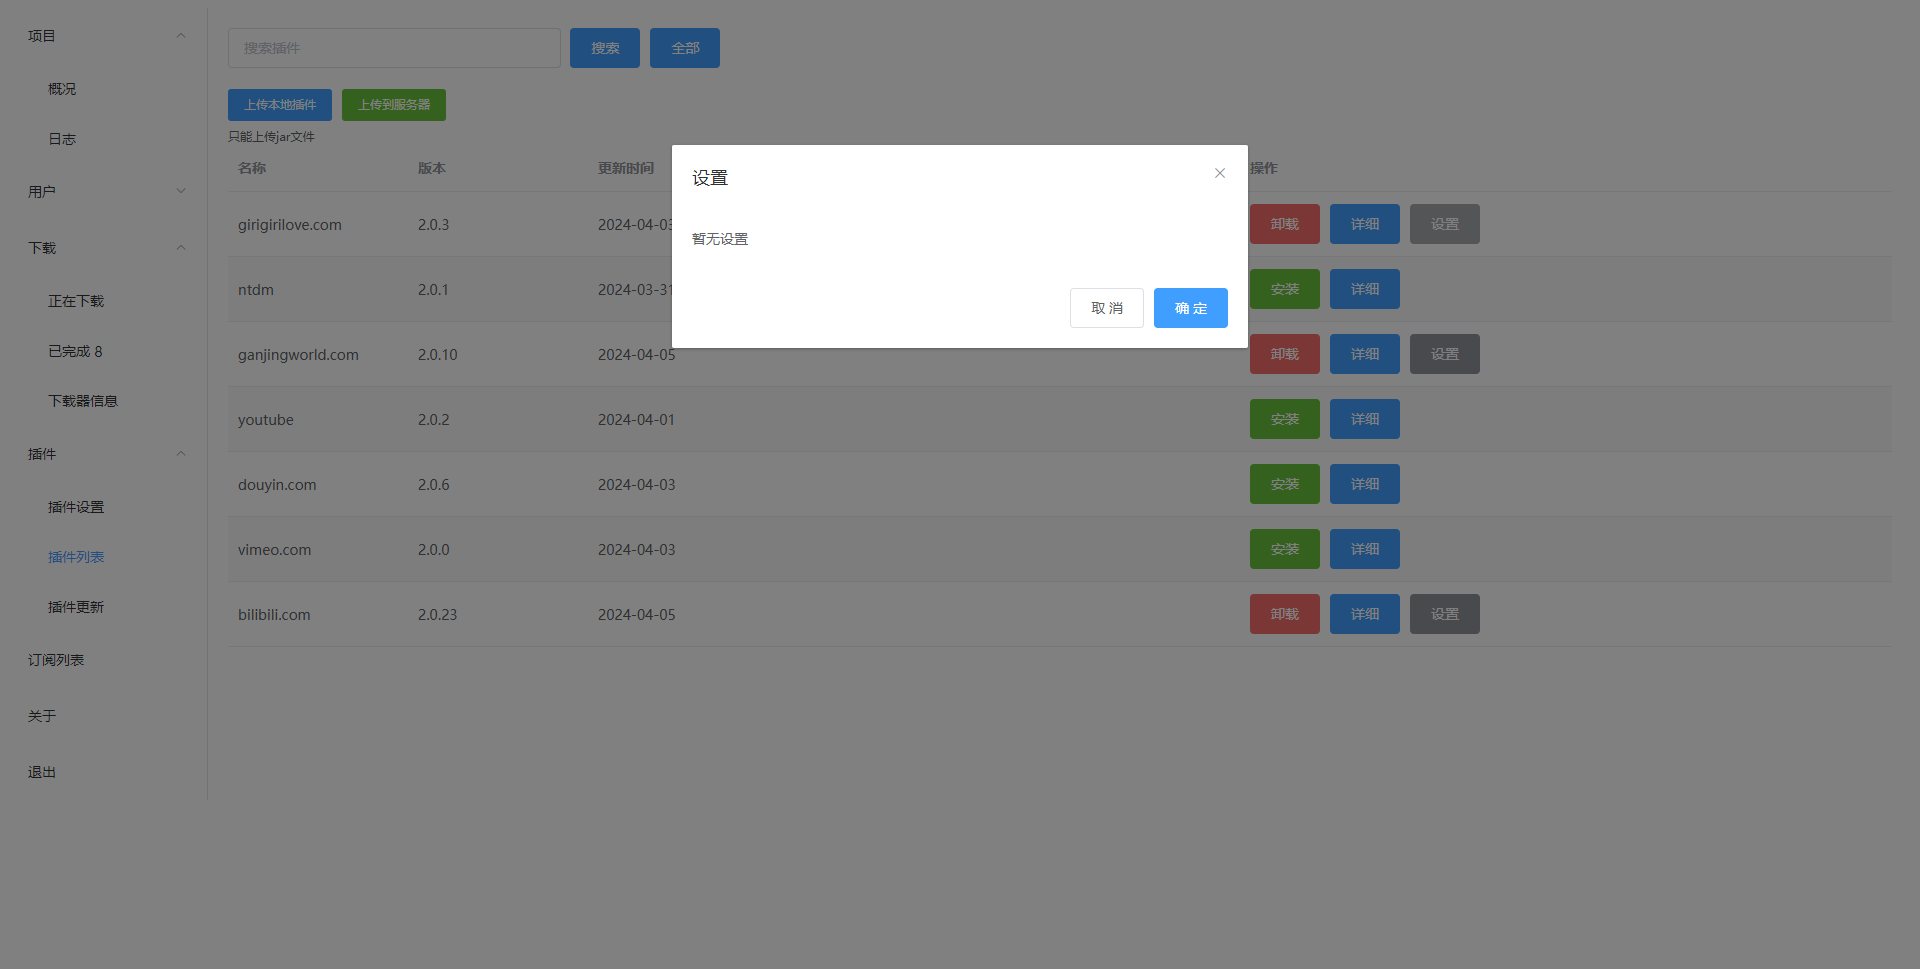 项目
概况
日志
用户
下载
正在下载
已完成 8
下载器信息
插件
插件设置
插件列表
插件更新
订阅列表
关于
退出
搜索插件 搜索 全部
上传本地插件 上传到服务器
只能上传jar文件
名称 版本 更新时间 操作
girigirilove.com 2.0.3 2024-04-03 卸载 详细 设置
ntdm 2.0.1 2024-03-31 安装 详细
ganjingworld.com 2.0.10 2024-04-05 卸载 详细 设置
youtube 2.0.2 2024-04-01 安装 详细
douyin.com 2.0.6 2024-04-03 安装 详细
vimeo.com 2.0.0 2024-04-03 安装 详细
bilibili.com 2.0.23 2024-04-05 卸载 详细 设置
设置
暂无设置
取 消 确 定